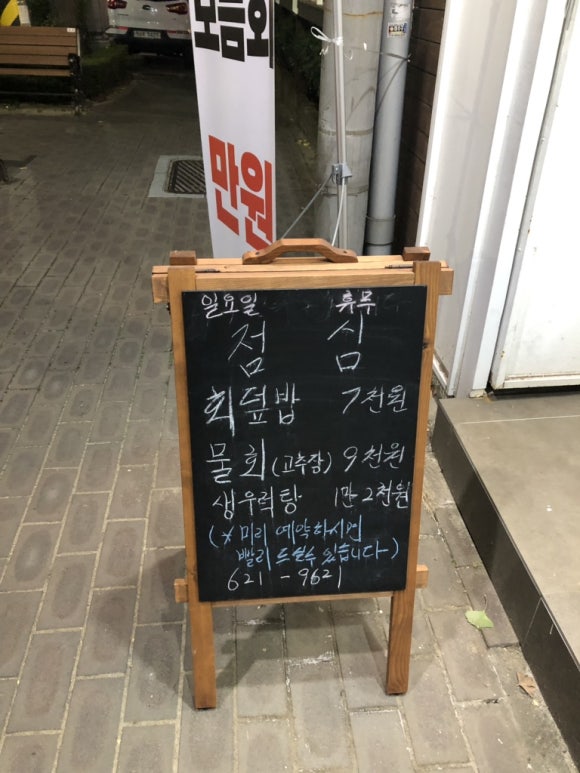 모듬회
만원
일요일 휴무
점 심
회덮밥 7천원
물회(고추장) 9천원
생우럭탕 1만2천원
(* 미리 예약하시면
빨리 드실수 있습니다~)
621 - 9621